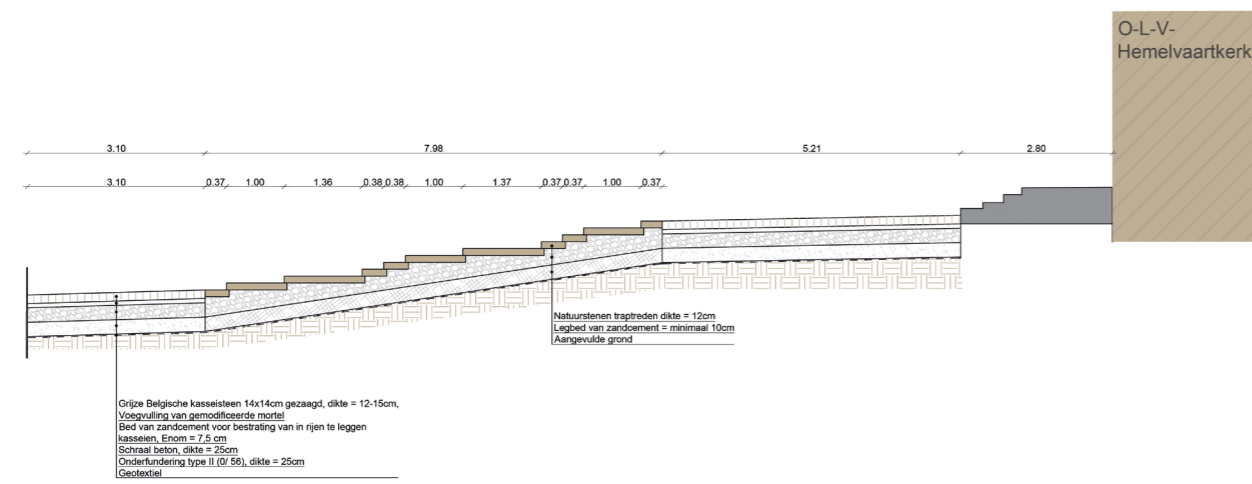 O-L-V-
Hemelvaartkerk
3.10 7.98 5.21 2.80
3.10 0.37 1.00 1.36 0.38 0.38 1.00 1.37 0.37 0.37 1.00 0.37
Natuurstenen traptreden dikte = 12cm
Legbed van zandcement = minimaal 10cm
Aangevulde grond
Grijze Belgische kasseisteen 14x14cm gezaagd, dikte = 12-15cm,
Voegvulling van gemodificeerde mortel
Bed van zandcement voor bestrating van in rijen te leggen
kasseien, Enom = 7,5 cm
Schraal beton, dikte = 25cm
Onderfundering type II (0/ 56), dikte = 25cm
Geotextiel